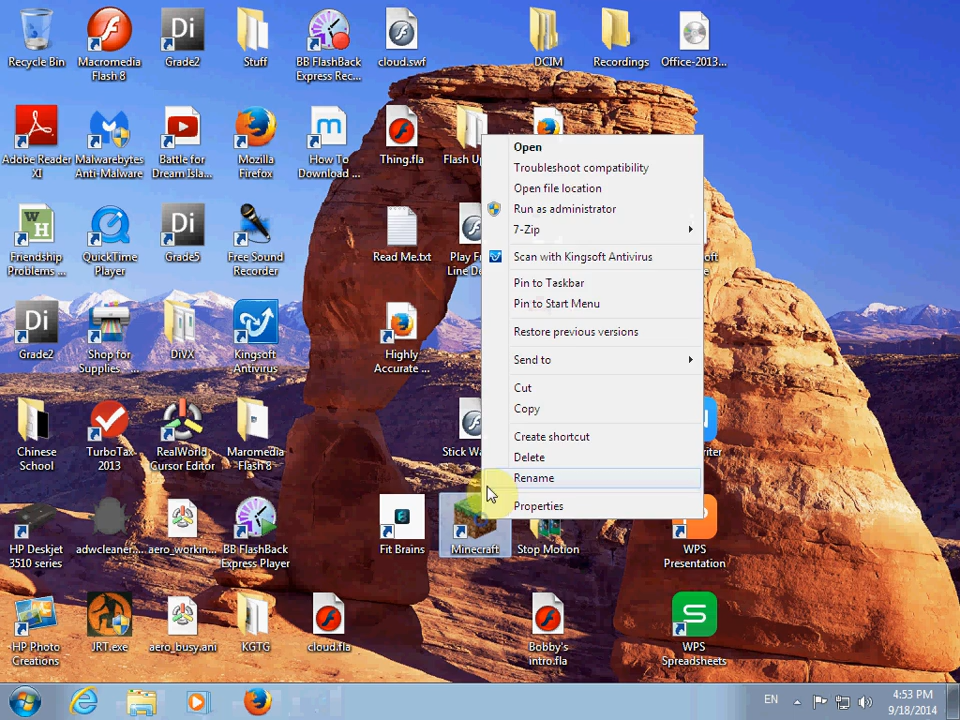 Recycle Bin
Macromedia
Flash 8
Di
Grade2
Stuff
BB FlashBack
Express Rec...
cloud.swf
DCIM
Recordings
Office-2013...
Adobe Reader
XI
Malwarebytes
Anti-Malware
Battle for
Dream Isla...
Mozilla
Firefox
m
How To
Download ...
Thing.fla
Flash
WH
Friendship
Problems ...
QuickTime
Player
Di
Grade5
Free Sound
Recorder
Read Me.txt
Play
Line
Di
Grade2
Shop for
Supplies - ...
DiVX
Kingsoft
Antivirus
Highly
Accurate ...
Chinese
School
TurboTax
2013
RealWorld
Cursor Editor
Maromedia
Flash 8
Stick
HP Deskjet
3510 series
adwcleaner....
aero_workin...
BB FlashBack
Express Player
Fit Brains
Minecraft
Stop Motion
WPS
Presentation
HP Photo
Creations
JRT.exe
aero_busy.ani
KGTG
cloud.fla
Bobby's
intro.fla
S
WPS
Spreadsheets
Open
Troubleshoot compatibility
Open file location
Run as administrator
7-Zip
Scan with Kingsoft Antivirus
Pin to Taskbar
Pin to Start Menu
Restore previous versions
Send to
Cut
Copy
Create shortcut
Delete
Rename
Properties
EN
4:53 PM
9/18/2014